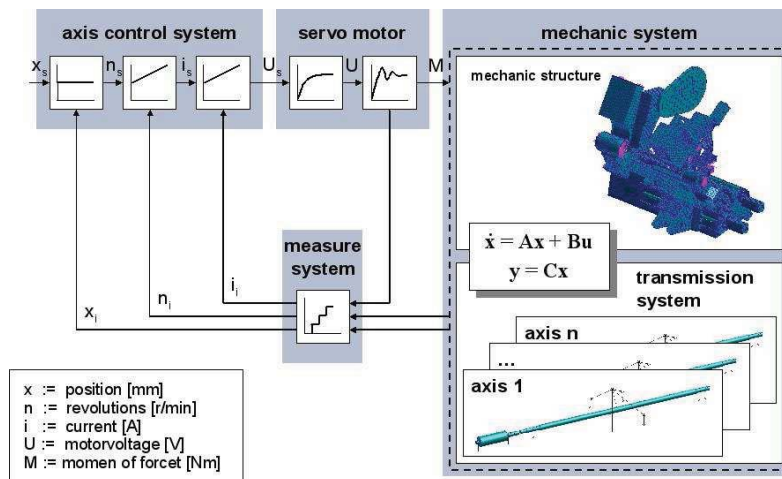 axis control system
servo motor
mechanic system
xs
ns
is
Us
U
M
mechanic structure
ẋ = Ax + Bu
y = Cx
measure
system
ii
ni
xi
transmission
system
axis n
...
axis 1
x := position [mm]
n := revolutions [r/min]
i := current [A]
U := motorvoltage [V]
M := momen of forcet [Nm]